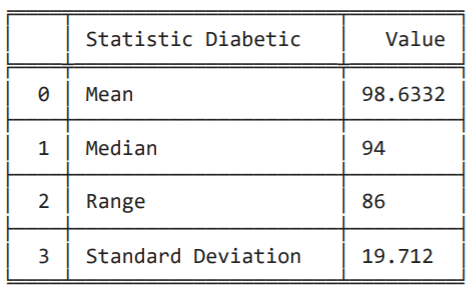 Statistic Diabetic Value
0 Mean 98.6332
1 Median 94
2 Range 86
3 Standard Deviation 19.712